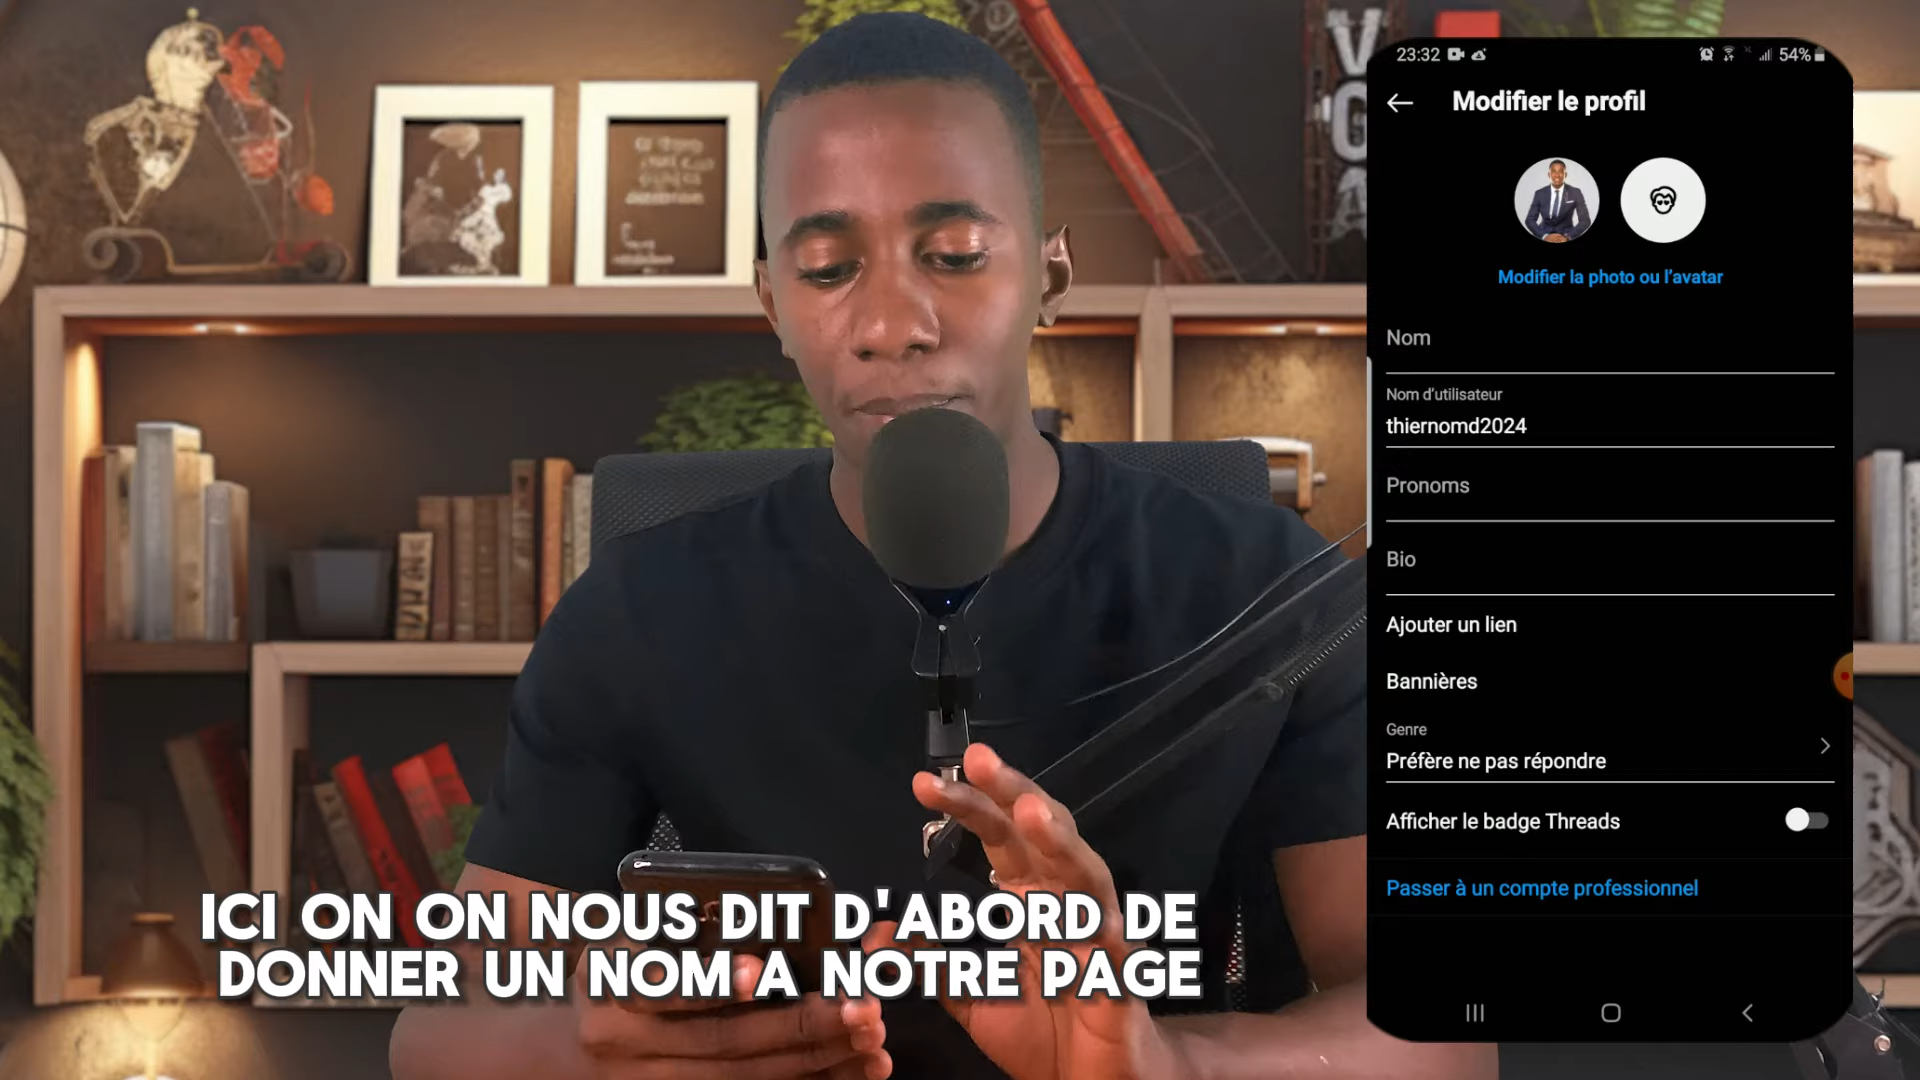 23:32
54%
Modifier le profil
Modifier la photo ou l'avatar
Nom
Nom d'utilisateur
thiernomd2024
Pronoms
Bio
Ajouter un lien
Bannières
Genre
Préfère ne pas répondre
Afficher le badge Threads
Passer à un compte professionnel
ICI ON ON NOUS DIT D'ABORD DE
DONNER UN NOM A NOTRE PAGE